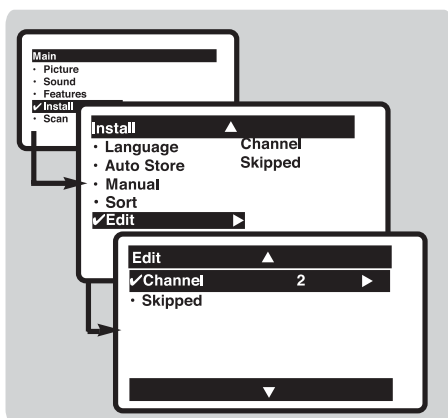 Main
· Picture
· Sound
· Features
✔Install
· Scan
Install ▲
· Language Channel
· Auto Store Skipped
· Manual
· Sort
✔Edit ▶
Edit ▲
✔Channel 2 ▶
· Skipped
▼